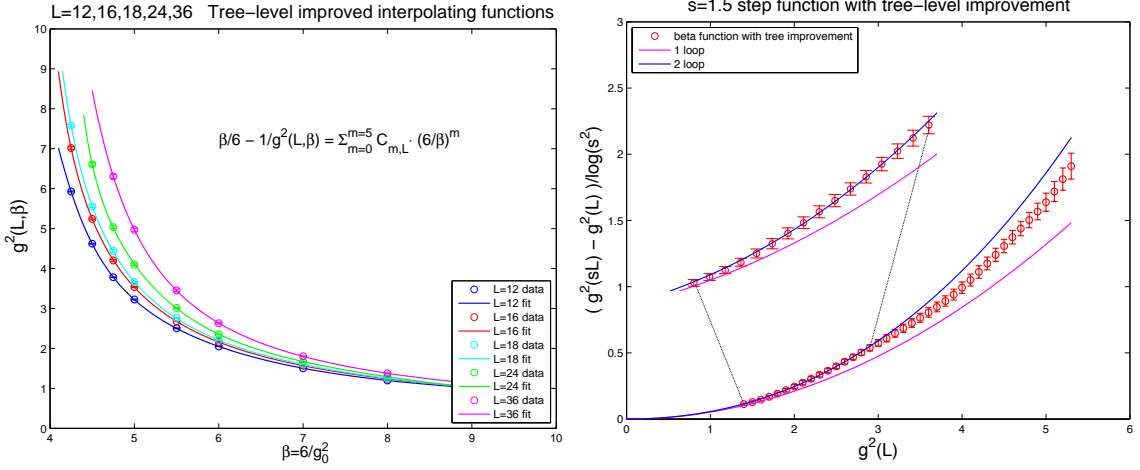 L=12,16,18,24,36 Tree-level improved interpolating functions
10
9
8
7
6
5
4
3
2
1
0
g²(L,β)
β/6 − 1/g²(L,β) = Σ_{m=0}^{m=5} C_{m,L}· (6/β)^m
L=12 data
L=12 fit
L=16 data
L=16 fit
L=18 data
L=18 fit
L=24 data
L=24 fit
L=36 data
L=36 fit
4 5 6 7 8 9 10
β=6/g₀²
s=1.5 step function with tree-level improvement
beta function with tree improvement
1 loop
2 loop
3
2.5
2
1.5
1
0.5
0
( g²(sL) − g²(L) )/log(s²)
0 1 2 3 4 5 6
g²(L)